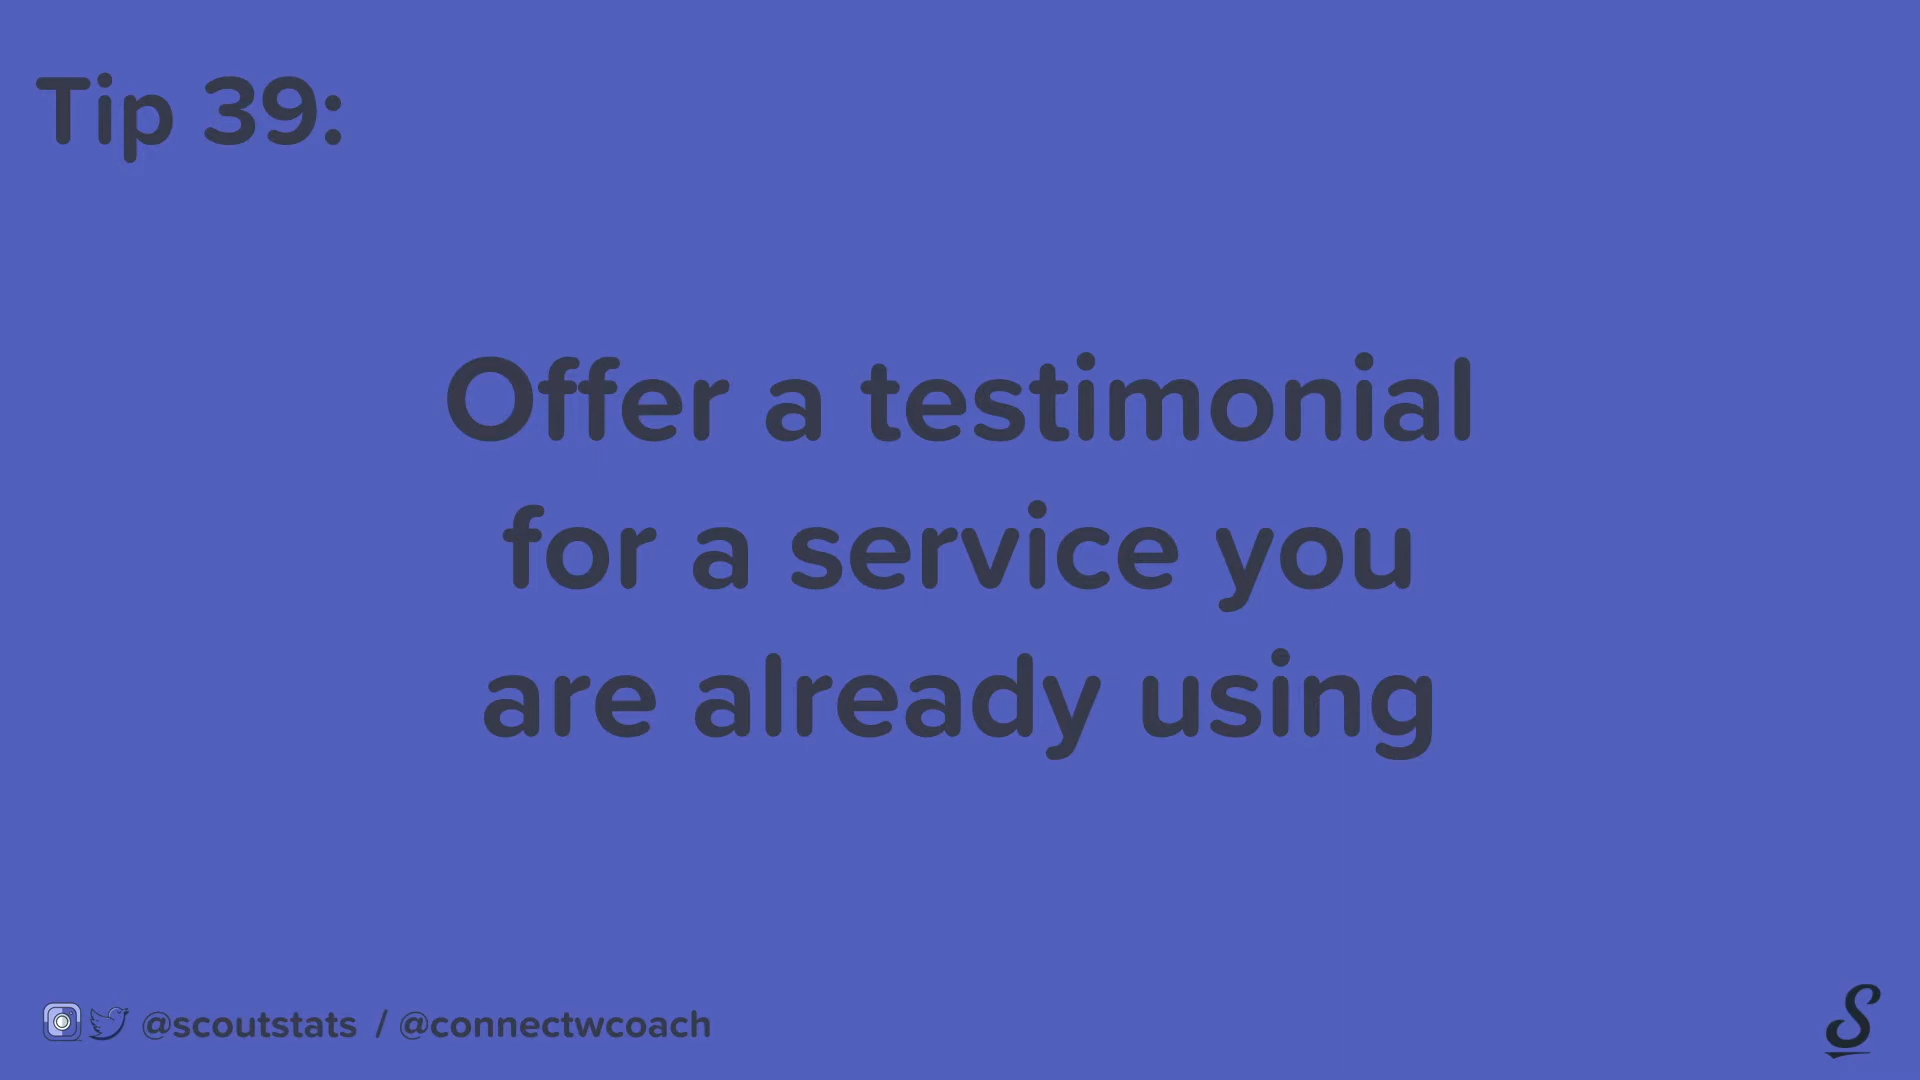 Tip 39:
Offer a testimonial
for a service you
are already using
@scoutstats / @connectwcoach
S